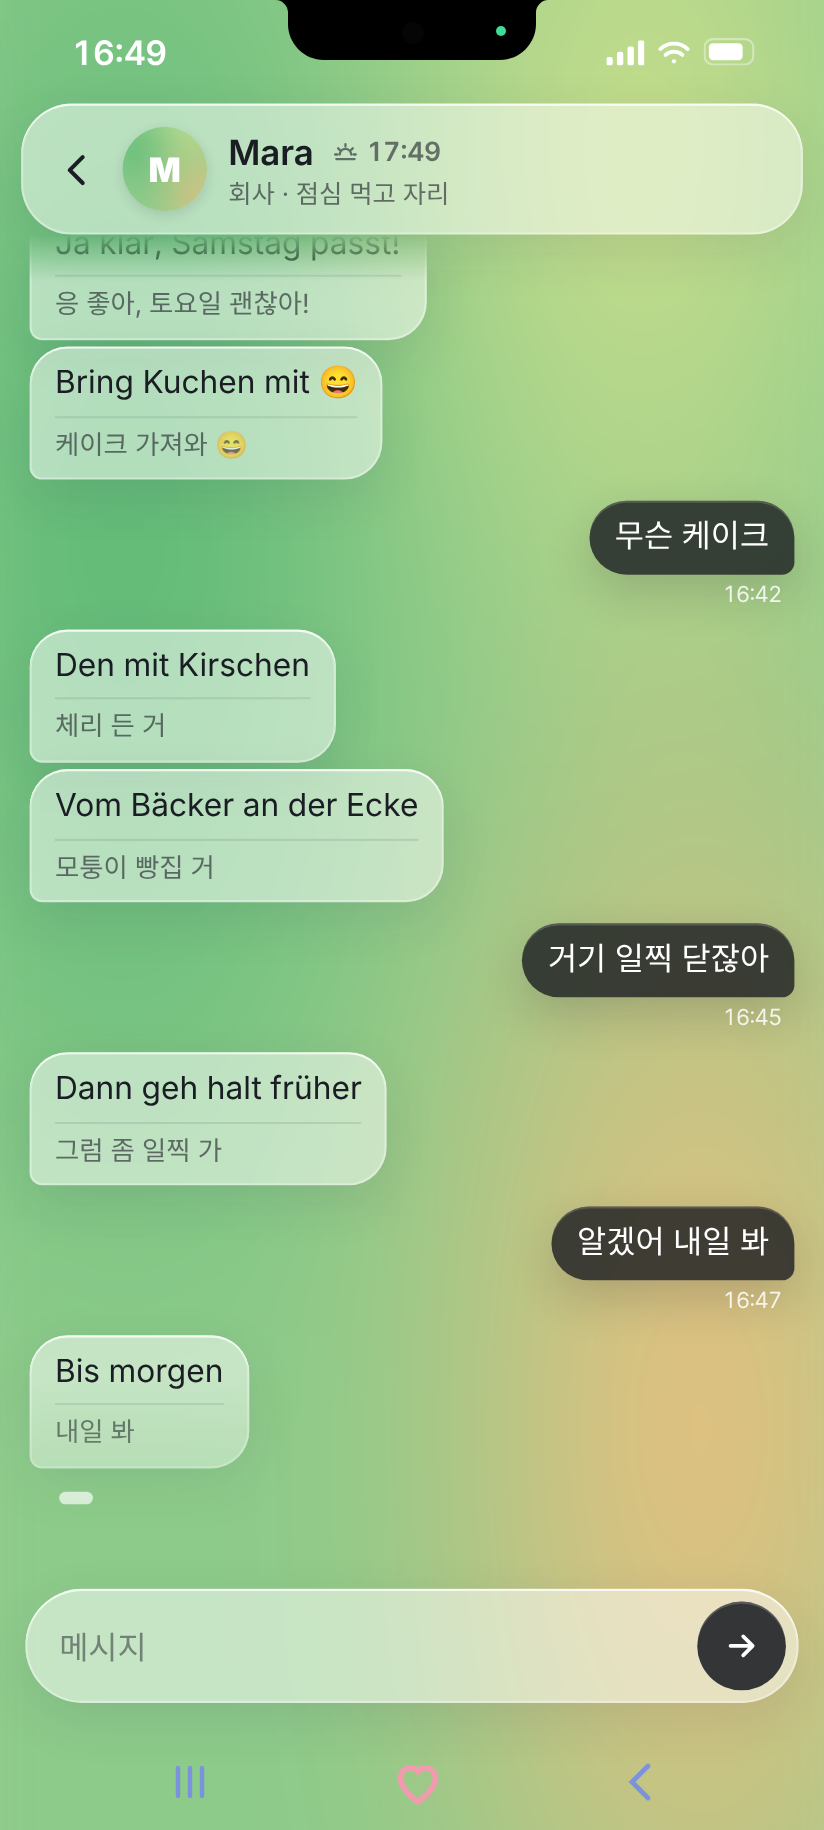 16:49
M
Mara 17:49
회사 · 점심 먹고 자리
Ja klar, Samstag passt!
응 좋아, 토요일 괜찮아!
Bring Kuchen mit 😄
케이크 가져와 😄
무슨 케이크
16:42
Den mit Kirschen
체리 든 거
Vom Bäcker an der Ecke
모퉁이 빵집 거
거기 일찍 닫잖아
16:45
Dann geh halt früher
그럼 좀 일찍 가
알겠어 내일 봐
16:47
Bis morgen
내일 봐
메시지